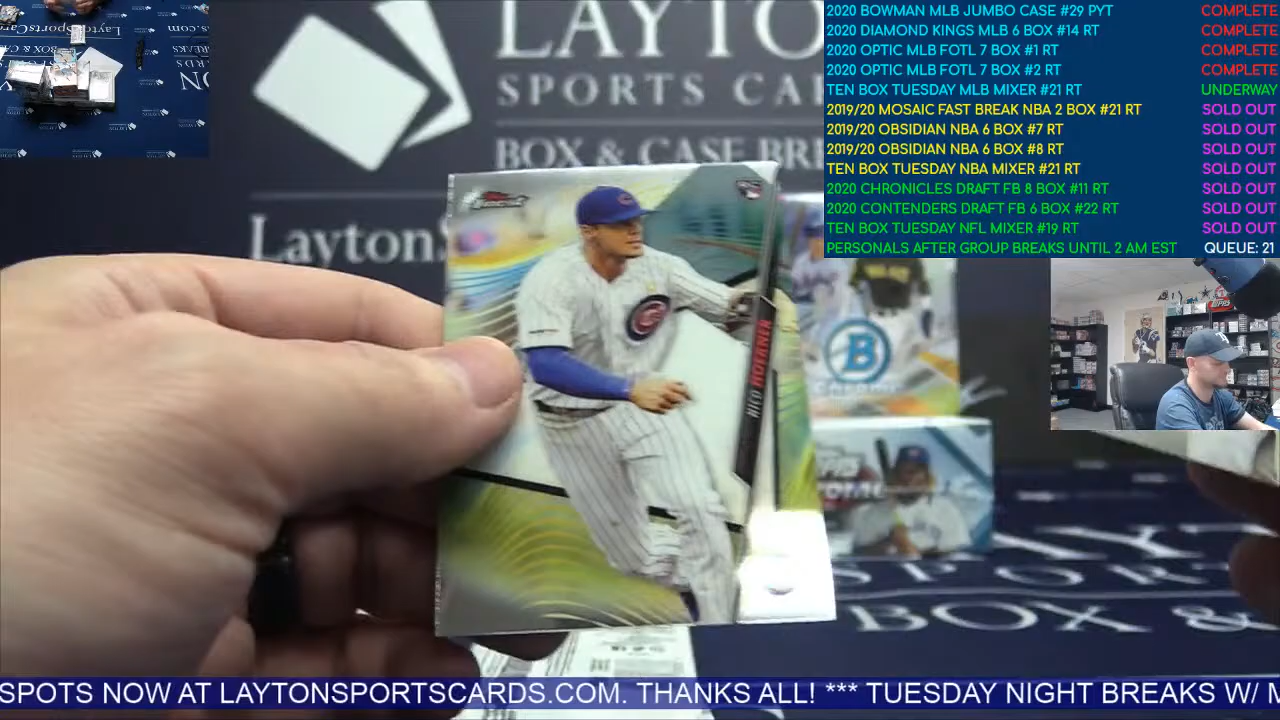 2020 BOWMAN MLB JUMBO CASE #29 PYT COMPLETE
2020 DIAMOND KINGS MLB 6 BOX #14 RT COMPLETE
2020 OPTIC MLB FOTL 7 BOX #1 RT COMPLETE
2020 OPTIC MLB FOTL 7 BOX #2 RT COMPLETE
TEN BOX TUESDAY MLB MIXER #21 RT UNDERWAY
2019/20 MOSAIC FAST BREAK NBA 2 BOX #21 RT SOLD OUT
2019/20 OBSIDIAN NBA 6 BOX #7 RT SOLD OUT
2019/20 OBSIDIAN NBA 6 BOX #8 RT SOLD OUT
TEN BOX TUESDAY NBA MIXER #21 RT SOLD OUT
2020 CHRONICLES DRAFT FB 8 BOX #11 RT SOLD OUT
2020 CONTENDERS DRAFT FB 6 BOX #22 RT SOLD OUT
TEN BOX TUESDAY NFL MIXER #19 RT SOLD OUT
PERSONALS AFTER GROUP BREAKS UNTIL 2 AM EST QUEUE: 21
LAYTO
SPORTS CA
BOX & CASE BRE
LaytonS
NICO HOERNER
B
BOX &
SPOTS NOW AT LAYTONSPORTSCARDS.COM. THANKS ALL! *** TUESDAY NIGHT BREAKS W/ M